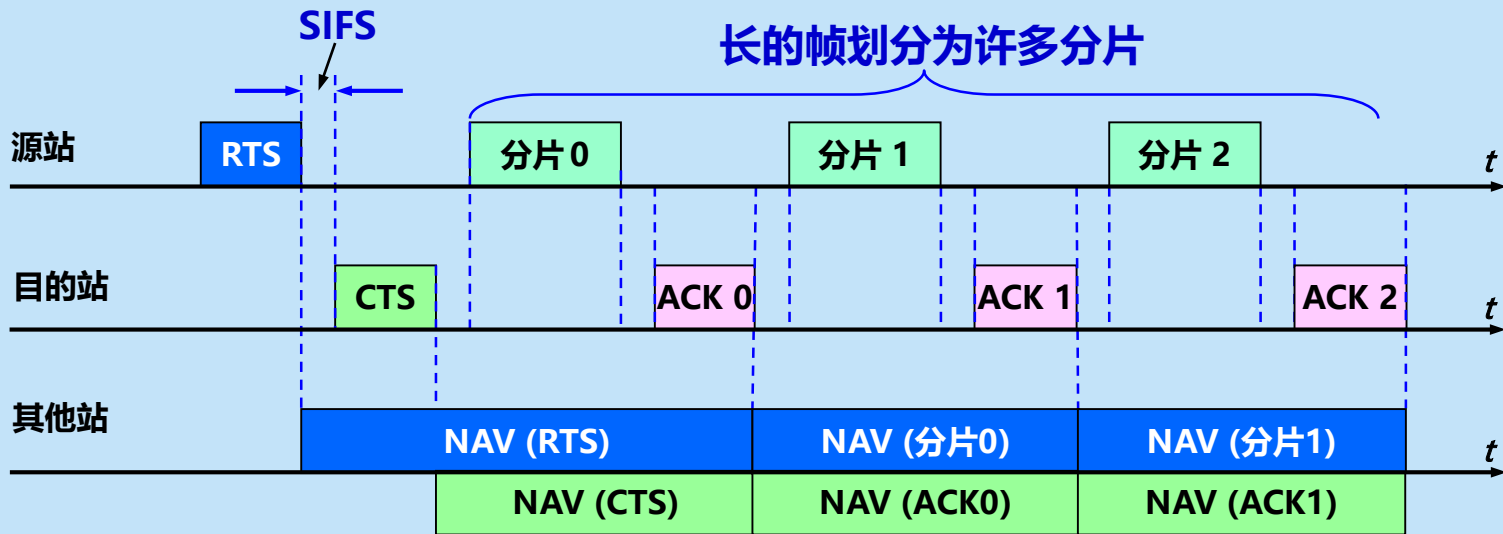 SIFS
长的帧划分为许多分片
源站
RTS
分片 0
分片 1
分片 2
t
目的站
CTS
ACK 0
ACK 1
ACK 2
t
其他站
NAV (RTS)
NAV (分片0)
NAV (分片1)
t
NAV (CTS)
NAV (ACK0)
NAV (ACK1)